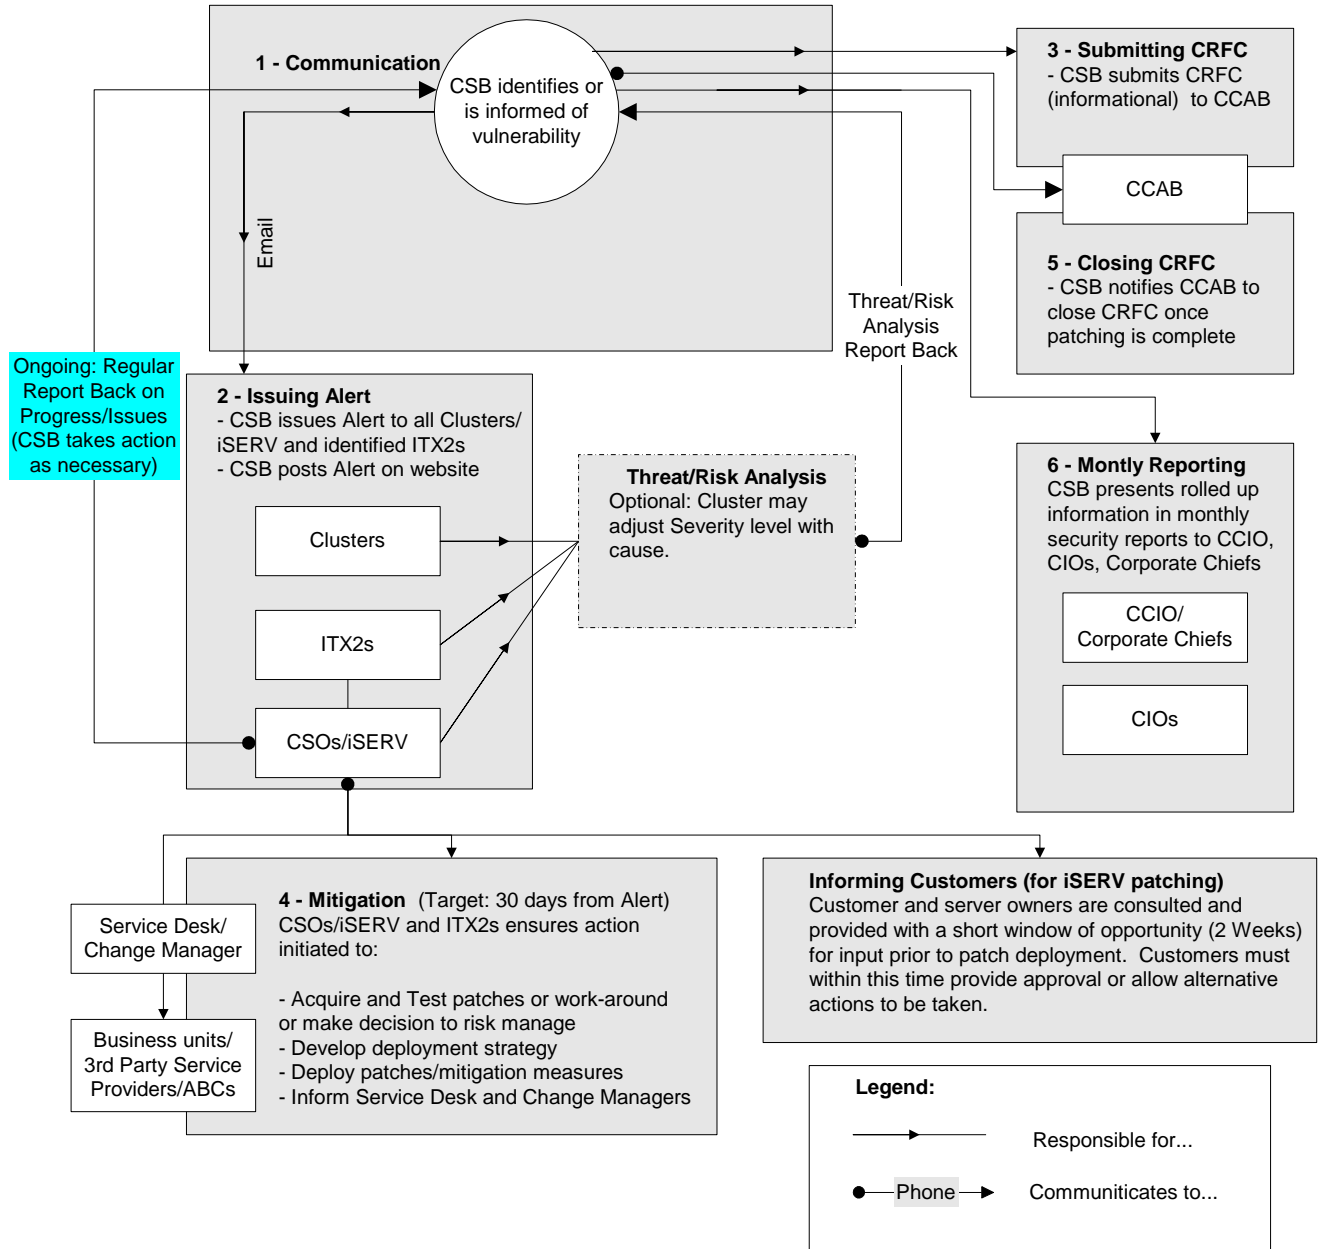 1 - Communication
CSB identifies or
is informed of
vulnerability
3 - Submitting CRFC
- CSB submits CRFC
(informational)  to CCAB
CCAB
5 - Closing CRFC
- CSB notifies CCAB to
close CRFC once
patching is complete
Email
Threat/Risk
Analysis
Report Back
Ongoing: Regular
Report Back on
Progress/Issues
(CSB takes action
as necessary)
2 - Issuing Alert
- CSB issues Alert to all Clusters/
iSERV and identified ITX2s
- CSB posts Alert on website
Clusters
ITX2s
CSOs/iSERV
Threat/Risk Analysis
Optional: Cluster may
adjust Severity level with
cause.
6 - Montly Reporting
CSB presents rolled up
information in monthly
security reports to CCIO,
CIOs, Corporate Chiefs
CCIO/
Corporate Chiefs
CIOs
Service Desk/
Change Manager
Business units/
3rd Party Service
Providers/ABCs
4 - Mitigation  (Target: 30 days from Alert)
CSOs/iSERV and ITX2s ensures action
initiated to:
- Acquire and Test patches or work-around
or make decision to risk manage
- Develop deployment strategy
- Deploy patches/mitigation measures
- Inform Service Desk and Change Managers
Informing Customers (for iSERV patching)
Customer and server owners are consulted and
provided with a short window of opportunity (2 Weeks)
for input prior to patch deployment.  Customers must
within this time provide approval or allow alternative
actions to be taken.
Legend:
Responsible for...
Phone
Communiticates to...